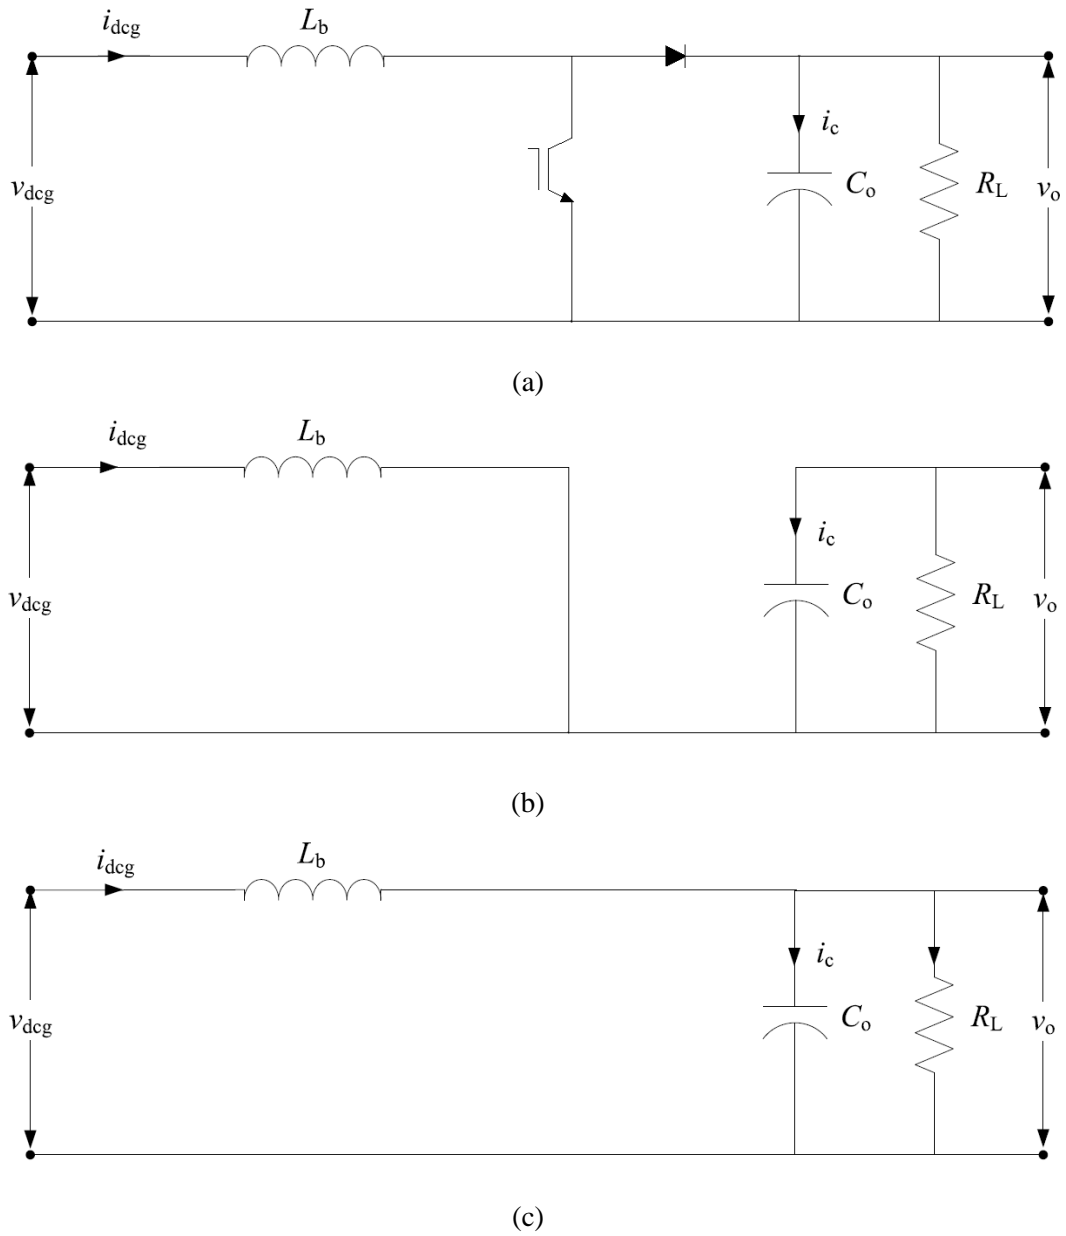 i_dcg L_b
i_c
v_dcg C_o R_L v_o
(a)
i_dcg L_b
i_c
v_dcg C_o R_L v_o
(b)
i_dcg L_b
i_c
v_dcg C_o R_L v_o
(c)